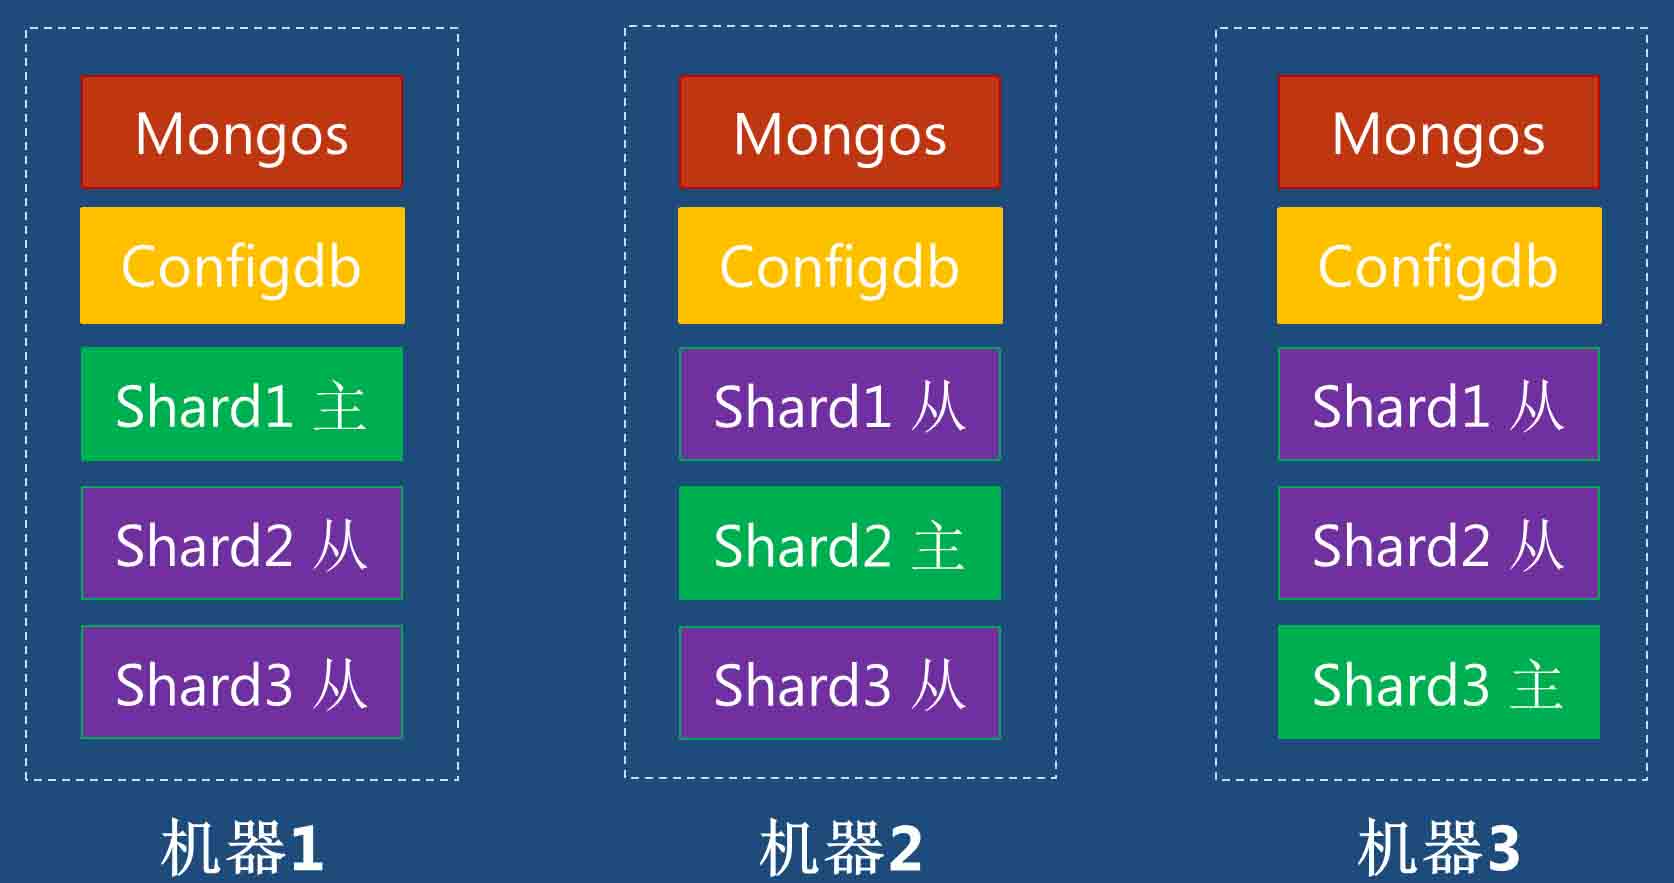 Mongos
Configdb
Shard1 主
Shard2 从
Shard3 从
机器1
Mongos
Configdb
Shard1 从
Shard2 主
Shard3 从
机器2
Mongos
Configdb
Shard1 从
Shard2 从
Shard3 主
机器3